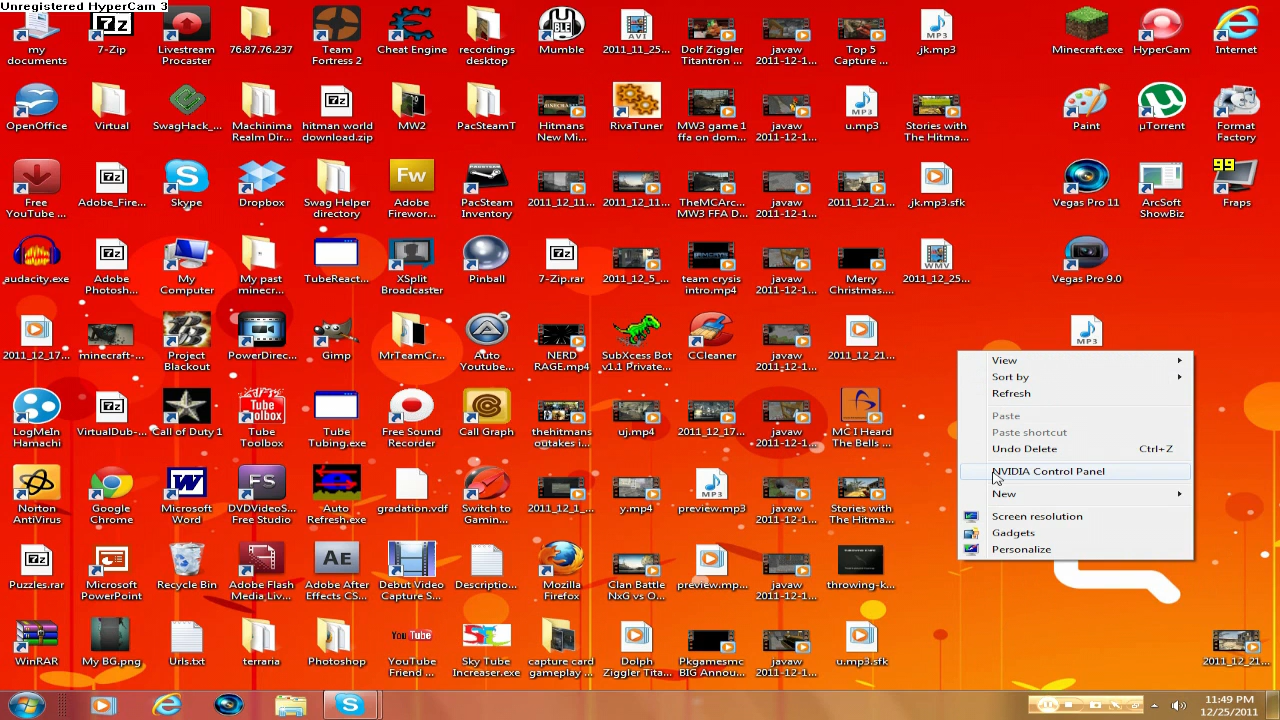 Unregistered HyperCam 3
my
documents
7-Zip
Livestream
Procaster
76.87.76.237
Team
Fortress 2
Cheat Engine
recordings
desktop
Mumble
2011_11_25...
Dolf Ziggler
Titantron ...
javaw
2011-12-1...
Top 5
Capture ...
.jk.mp3
Minecraft.exe
HyperCam
Internet
OpenOffice
Virtual
SwagHack_...
Machinima
Realm Dir...
hitman world
download.zip
MW2
PacSteamT
Hitmans
New Mi...
RivaTuner
MW3 game 1
ffa on dom...
javaw
2011-12-1...
u.mp3
Stories with
The Hitma...
Paint
µTorrent
Format
Factory
Free
YouTube ...
Adobe_Fire...
Skype
Dropbox
Swag Helper
directory
Adobe
Firewor...
PacSteam
Inventory
2011_12_11...
2011_12_11...
TheMCArc...
MW3 FFA D...
javaw
2011-12-1...
2011_12_21...
.jk.mp3.sfk
Vegas Pro 11
ArcSoft
ShowBiz
99
Fraps
audacity.exe
Adobe
Photosh...
My
Computer
My past
minecr...
TubeReact...
XSplit
Broadcaster
Pinball
7-Zip.rar
2011_12_5_...
team crysis
intro.mp4
javaw
2011-12-1...
Merry
Christmas....
2011_12_25...
Vegas Pro 9.0
2011_12_17...
minecraft-...
Project
Blackout
PowerDirec...
Gimp
MrTeamCr...
Auto
Youtube...
NERD
RAGE.mp4
SubXcess Bot
v1.1 Private...
CCleaner
javaw
2011-12-1...
2011_12_21...
MP3
LogMeIn
Hamachi
VirtualDub-...
Call of Duty 1
Tube
Toolbox
Tube
Tubing.exe
Free Sound
Recorder
Call Graph
thehitmans
outakes i...
uj.mp4
2011_12_17...
javaw
2011-12-1...
MC I Heard
The Bells ...
Norton
AntiVirus
Google
Chrome
Microsoft
Word
DVDVideoS...
Free Studio
Auto
Refresh.exe
gradation.vdf
Switch to
Gamin...
2011_12_1_...
y.mp4
preview.mp3
javaw
2011-12-1...
Stories with
The Hitma...
Puzzles.rar
Microsoft
PowerPoint
Recycle Bin
Adobe Flash
Media Liv...
Adobe After
Effects CS...
Debut Video
Capture S...
Descriptio...
Mozilla
Firefox
Clan Battle
NxG vs O...
preview.mp...
javaw
2011-12-1...
throwing-k...
WinRAR
My BG.png
Urls.txt
terraria
Photoshop
YouTube
Friend ...
Sky Tube
Increaser.exe
capture card
gameplay ...
Dolph
Ziggler Tita...
Pkgamesmc
BIG Annou...
javaw
2011-12-1...
u.mp3.sfk
2011_12_21...
View
Sort by
Refresh
Paste
Paste shortcut
Undo Delete Ctrl+Z
NVIDIA Control Panel
New
Screen resolution
Gadgets
Personalize
11:49 PM
12/25/2011